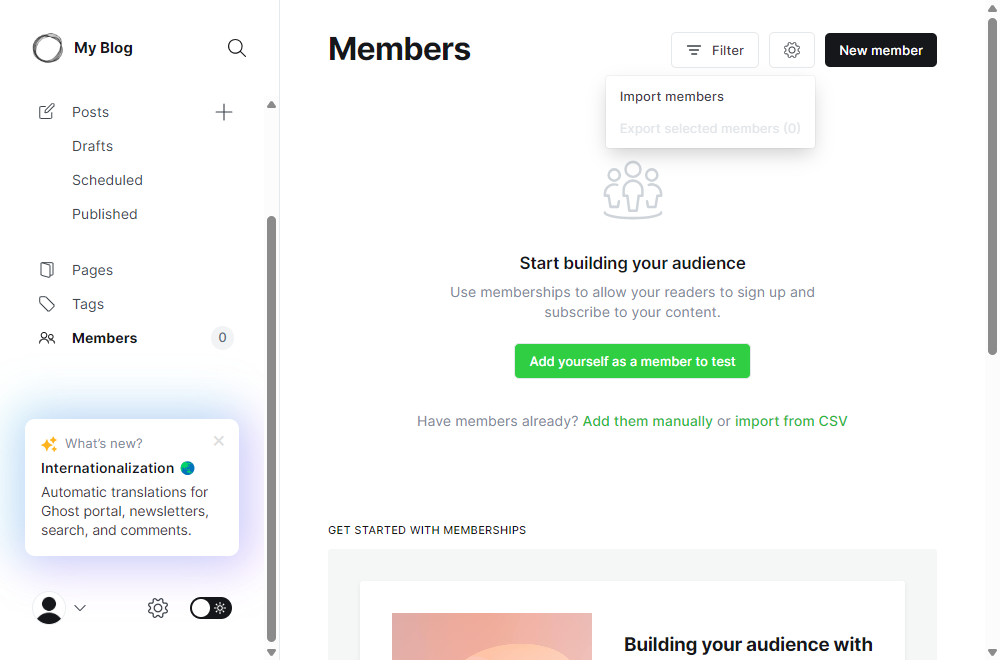 My Blog
Posts
Drafts
Scheduled
Published
Pages
Tags
Members
0
What's new?
Internationalization
Automatic translations for
Ghost portal, newsletters,
search, and comments.
Members
Filter
New member
Import members
Export selected members (0)
Start building your audience
Use memberships to allow your readers to sign up and
subscribe to your content.
Add yourself as a member to test
Have members already? Add them manually or import from CSV
GET STARTED WITH MEMBERSHIPS
Building your audience with